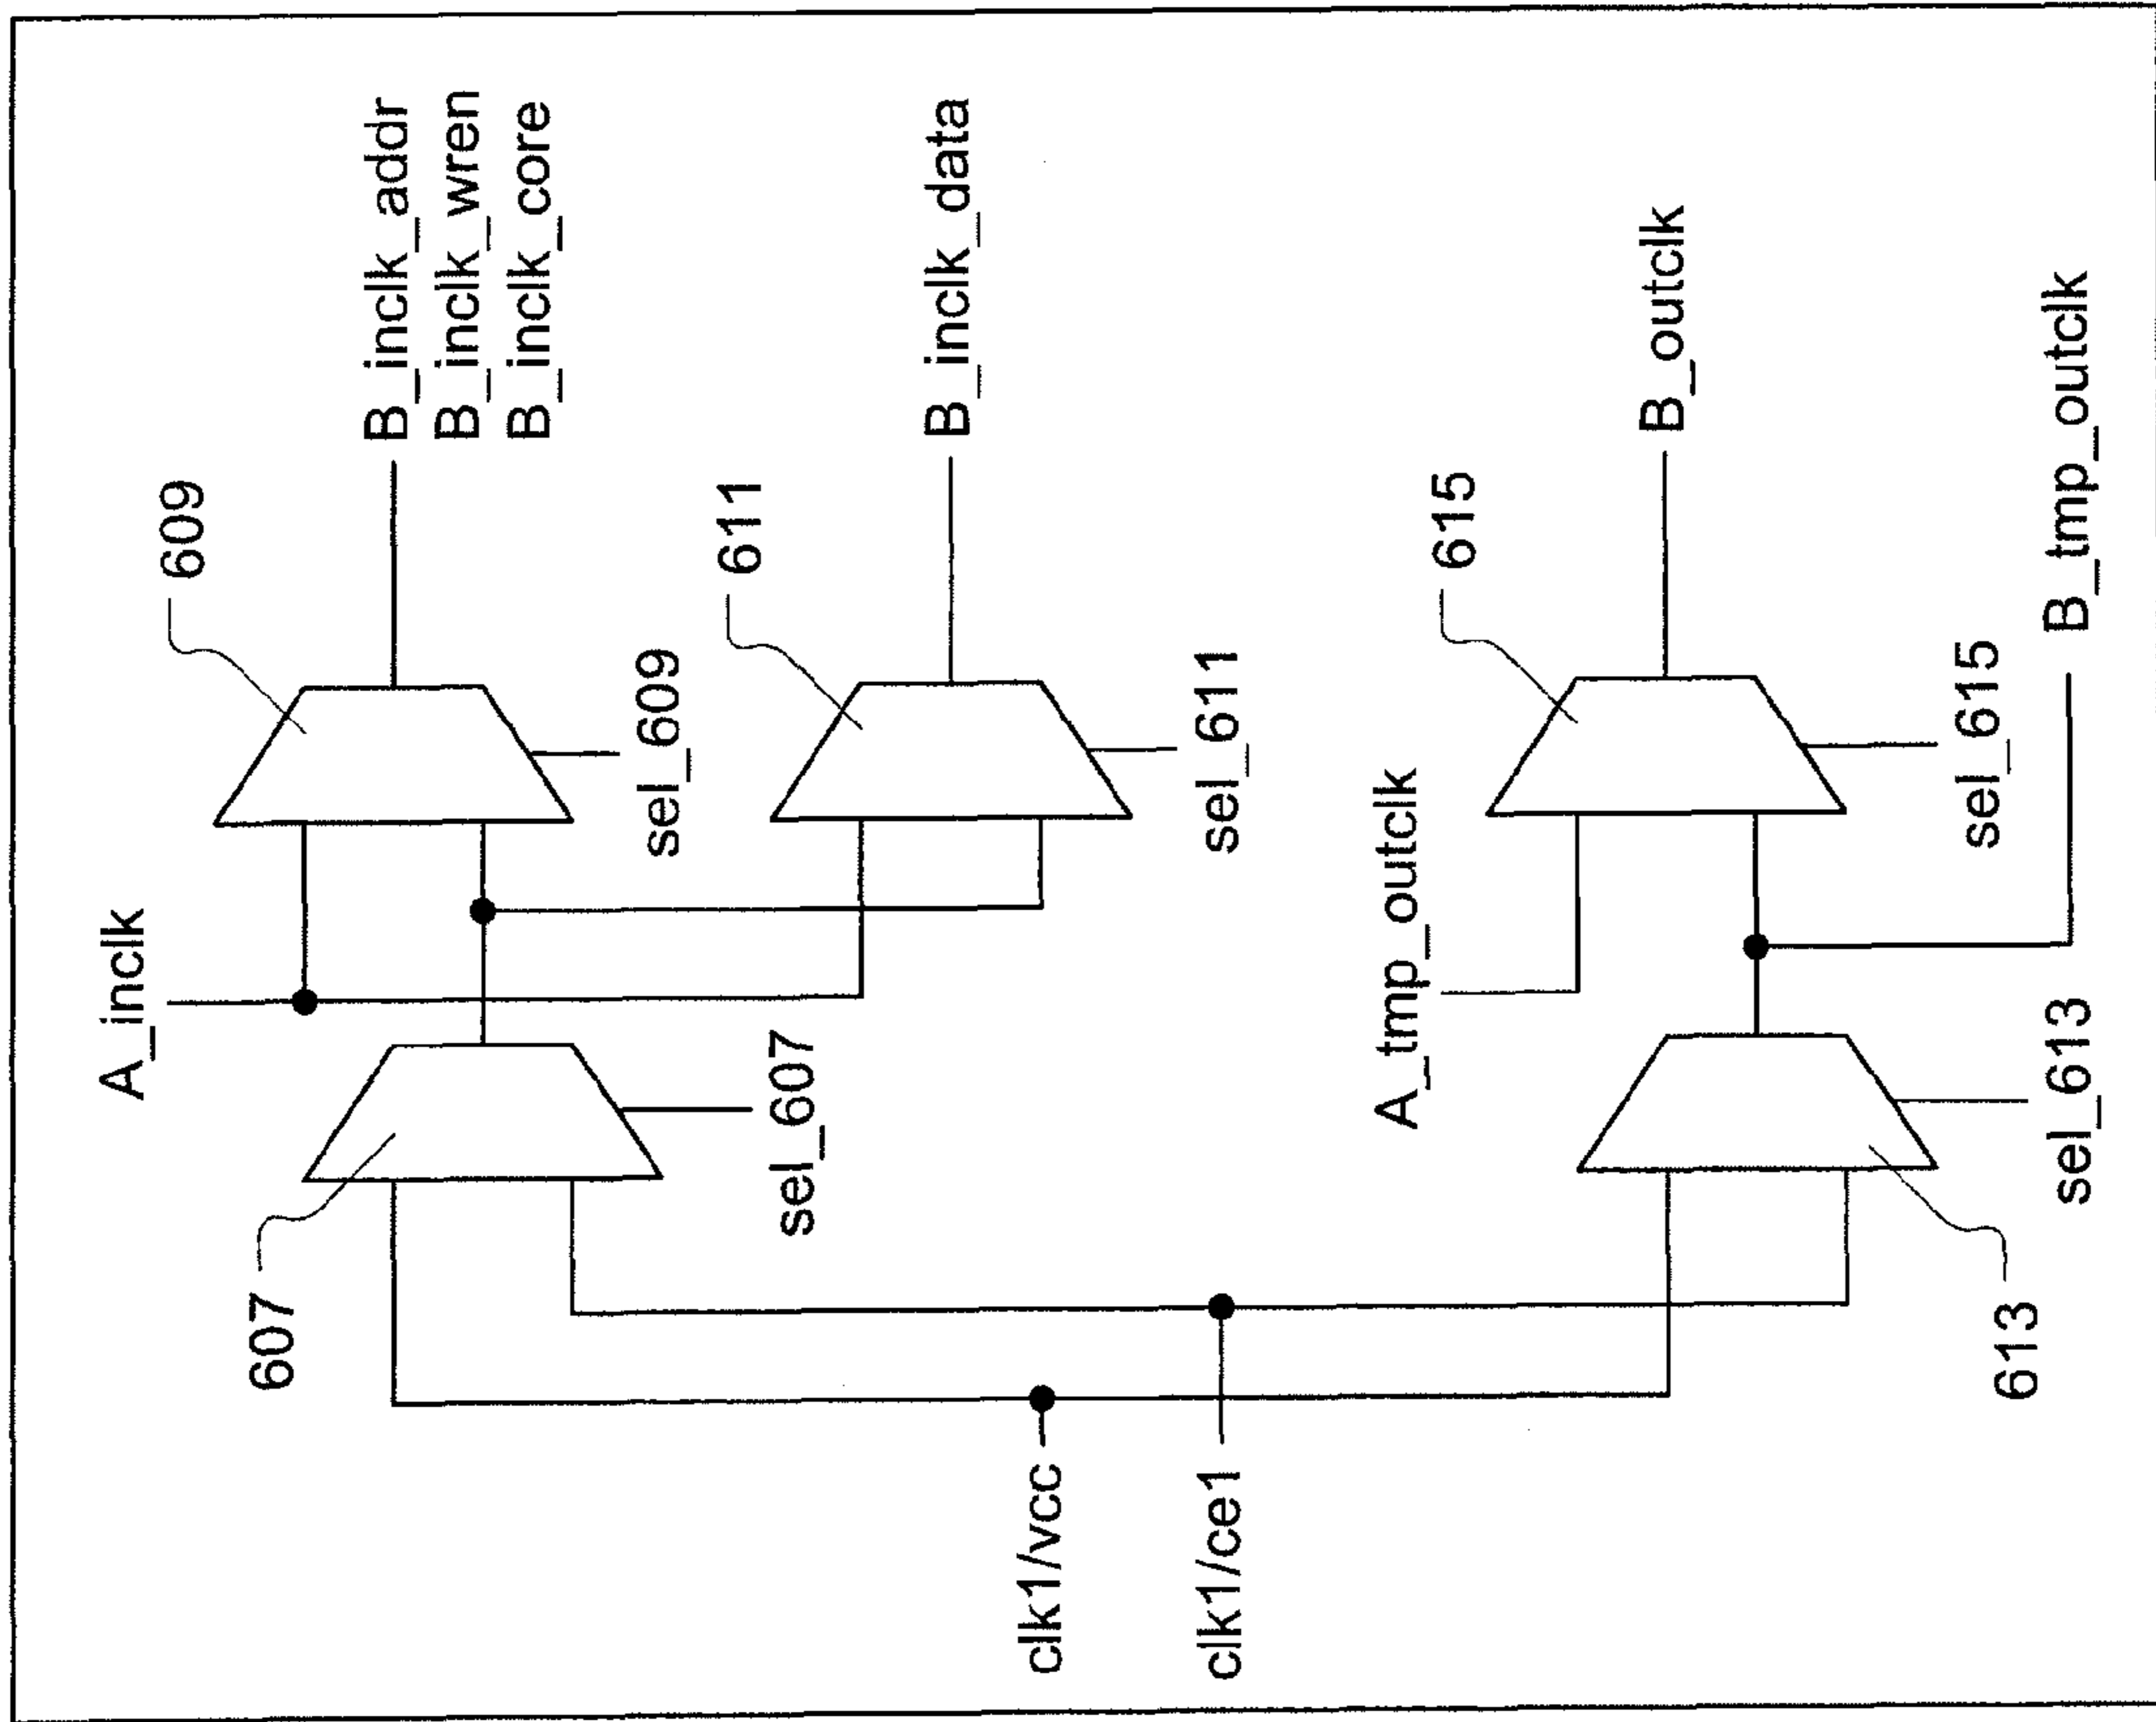 B_inclk_addr
B_inclk_wren
B_inclk_core
609
A_inclk
sel_609
607
sel_607
611
B_inclk_data
sel_611
clk1/vcc
clk1/ce1
615
B_outclk
A_tmp_outclk
sel_615
B_tmp_outclk
sel_613
613